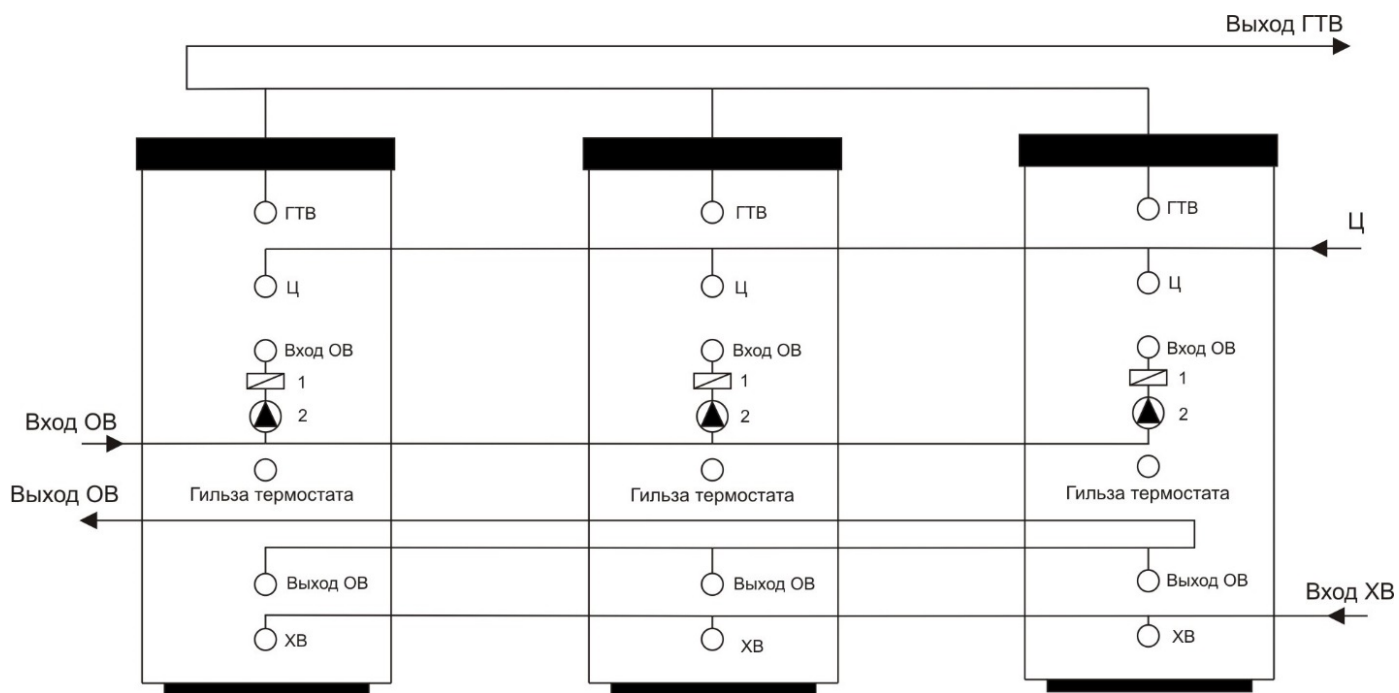 Выход ГТВ
ГТВ ГТВ ГТВ
Ц
Ц Ц Ц
Вход ОВ Вход ОВ Вход ОВ
1 1 1
Вход ОВ 2 2 2
Выход ОВ Гильза термостата Гильза термостата Гильза термостата
Выход ОВ Выход ОВ Выход ОВ
Вход ХВ
ХВ ХВ ХВ